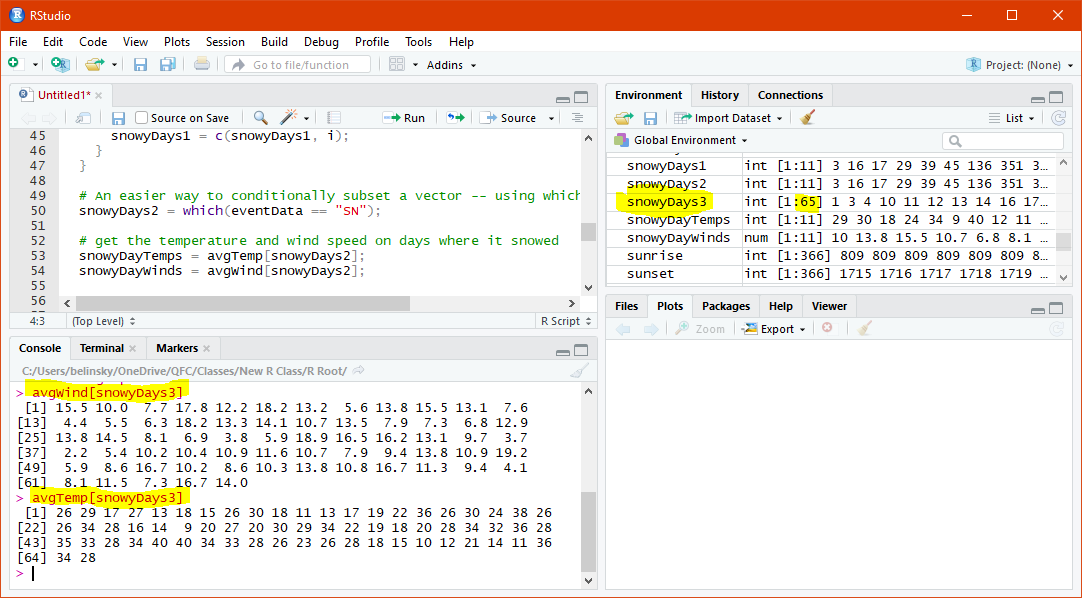 RStudio
File Edit Code View Plots Session Build Debug Profile Tools Help
Go to file/function Addins Project: (None)
Untitled1*
Source on Save Run Source
45 snowyDays1 = c(snowyDays1, i);
46 }
47 }
48
49 # An easier way to conditionally subset a vector -- using whic
50 snowyDays2 = which(eventData == "SN");
51
52 # get the temperature and wind speed on days where it snowed
53 snowyDayTemps = avgTemp[snowyDays2];
54 snowyDayWinds = avgWind[snowyDays2];
55
56
4:3 (Top Level) R Script
Console Terminal Markers
C:/Users/belinsky/OneDrive/QFC/Classes/New R Class/R Root/
> avgWind[snowyDays3]
[1] 15.5 10.0 7.7 17.8 12.2 18.2 13.2 5.6 13.8 15.5 13.1 7.6
[13] 4.4 5.5 6.3 18.2 13.3 14.1 10.7 13.5 7.9 7.3 6.8 12.9
[25] 13.8 14.5 8.1 6.9 3.8 5.9 18.9 16.5 16.2 13.1 9.7 3.7
[37] 2.2 5.4 10.2 10.4 10.9 11.6 10.7 7.9 9.4 13.8 10.9 19.2
[49] 5.9 8.6 16.7 10.2 8.6 10.3 13.8 10.8 16.7 11.3 9.4 4.1
[61] 8.1 11.5 7.3 16.7 14.0
> avgTemp[snowyDays3]
[1] 26 29 17 27 13 18 15 26 30 18 11 13 17 19 22 36 26 30 24 38 26
[22] 26 34 28 16 14 9 20 27 20 30 29 34 22 19 18 20 28 34 32 36 28
[43] 35 33 28 34 40 40 34 33 28 26 23 26 28 18 15 10 12 21 14 11 36
[64] 34 28
>
Environment History Connections
Import Dataset List
Global Environment
snowyDays1 int [1:11] 3 16 17 29 39 45 136 351 3…
snowyDays2 int [1:11] 3 16 17 29 39 45 136 351 3…
snowyDays3 int [1:65] 1 3 4 10 11 12 13 14 16 17…
snowyDayTemps int [1:11] 29 30 18 24 34 9 40 12 11 …
snowyDayWinds num [1:11] 10 13.8 15.5 10.7 6.8 8.1 …
sunrise int [1:366] 809 809 809 809 809 809 8…
sunset int [1:366] 1715 1716 1717 1718 1719 …
Files Plots Packages Help Viewer
Zoom Export